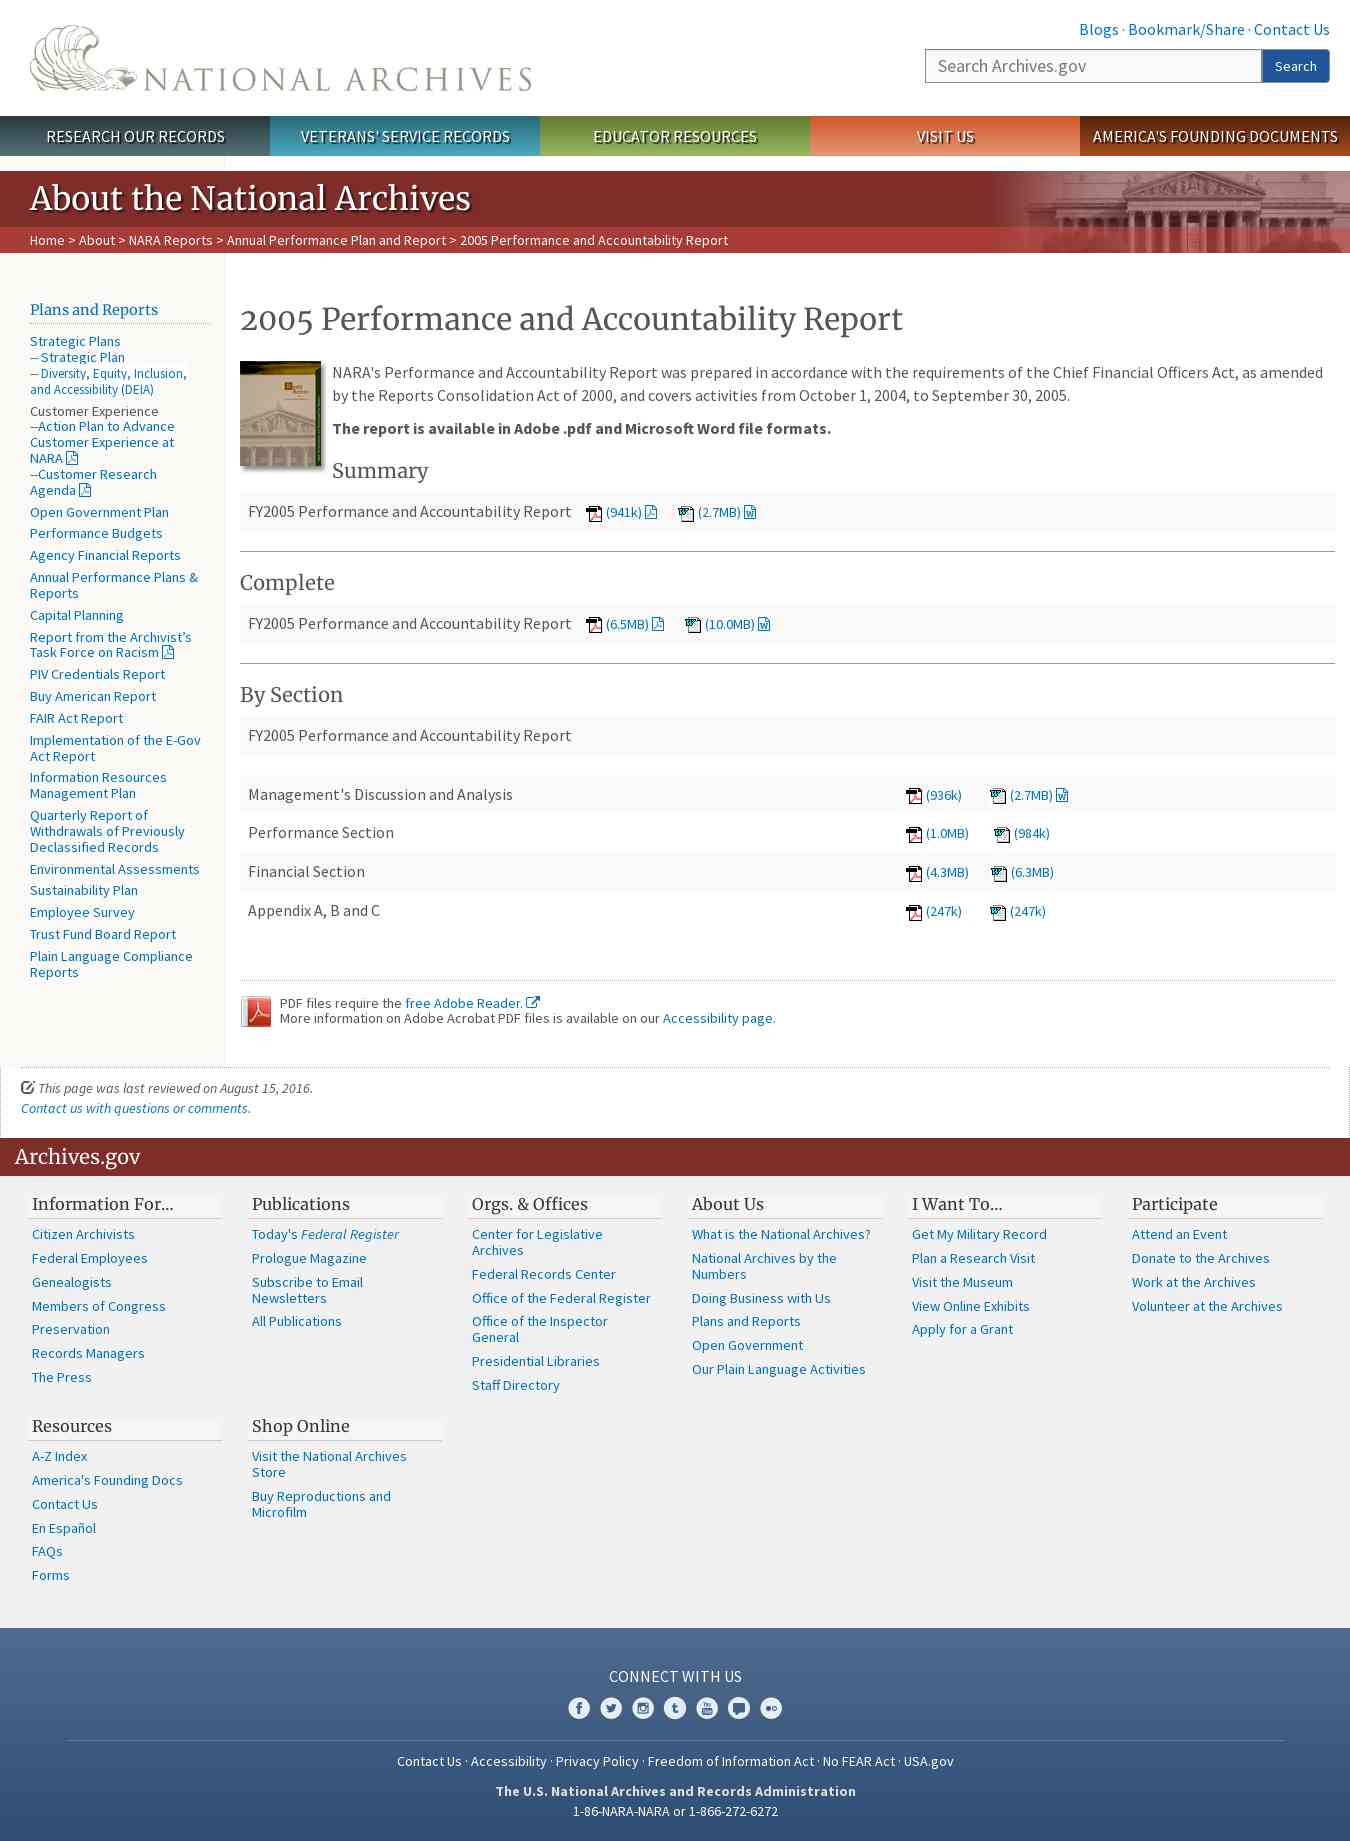 NATIONAL ARCHIVES
Blogs · Bookmark/Share · Contact Us
Search Archives.gov
Search
RESEARCH OUR RECORDS
VETERANS' SERVICE RECORDS
EDUCATOR RESOURCES
VISIT US
AMERICA'S FOUNDING DOCUMENTS
About the National Archives
Home > About > NARA Reports > Annual Performance Plan and Report > 2005 Performance and Accountability Report
Plans and Reports
Strategic Plans
-- Strategic Plan
-- Diversity, Equity, Inclusion,
and Accessibility (DEIA)
Customer Experience
--Action Plan to Advance
Customer Experience at
NARA
--Customer Research
Agenda
Open Government Plan
Performance Budgets
Agency Financial Reports
Annual Performance Plans &
Reports
Capital Planning
Report from the Archivist’s
Task Force on Racism
PIV Credentials Report
Buy American Report
FAIR Act Report
Implementation of the E-Gov
Act Report
Information Resources
Management Plan
Quarterly Report of
Withdrawals of Previously
Declassified Records
Environmental Assessments
Sustainability Plan
Employee Survey
Trust Fund Board Report
Plain Language Compliance
Reports
2005 Performance and Accountability Report
NARA's Performance and Accountability Report was prepared in accordance with the requirements of the Chief Financial Officers Act, as amended
by the Reports Consolidation Act of 2000, and covers activities from October 1, 2004, to September 30, 2005.
The report is available in Adobe .pdf and Microsoft Word file formats.
Summary
FY2005 Performance and Accountability Report (941k) (2.7MB)
Complete
FY2005 Performance and Accountability Report (6.5MB) (10.0MB)
By Section
FY2005 Performance and Accountability Report
Management's Discussion and Analysis (936k) (2.7MB)
Performance Section (1.0MB) (984k)
Financial Section (4.3MB) (6.3MB)
Appendix A, B and C (247k) (247k)
PDF files require the free Adobe Reader.
More information on Adobe Acrobat PDF files is available on our Accessibility page.
This page was last reviewed on August 15, 2016.
Contact us with questions or comments.
Archives.gov
Information For…
Citizen Archivists
Federal Employees
Genealogists
Members of Congress
Preservation
Records Managers
The Press
Publications
Today's Federal Register
Prologue Magazine
Subscribe to Email
Newsletters
All Publications
Orgs. & Offices
Center for Legislative
Archives
Federal Records Center
Office of the Federal Register
Office of the Inspector
General
Presidential Libraries
Staff Directory
About Us
What is the National Archives?
National Archives by the
Numbers
Doing Business with Us
Plans and Reports
Open Government
Our Plain Language Activities
I Want To…
Get My Military Record
Plan a Research Visit
Visit the Museum
View Online Exhibits
Apply for a Grant
Participate
Attend an Event
Donate to the Archives
Work at the Archives
Volunteer at the Archives
Resources
A-Z Index
America's Founding Docs
Contact Us
En Español
FAQs
Forms
Shop Online
Visit the National Archives
Store
Buy Reproductions and
Microfilm
CONNECT WITH US
Contact Us · Accessibility · Privacy Policy · Freedom of Information Act · No FEAR Act · USA.gov
The U.S. National Archives and Records Administration
1-86-NARA-NARA or 1-866-272-6272